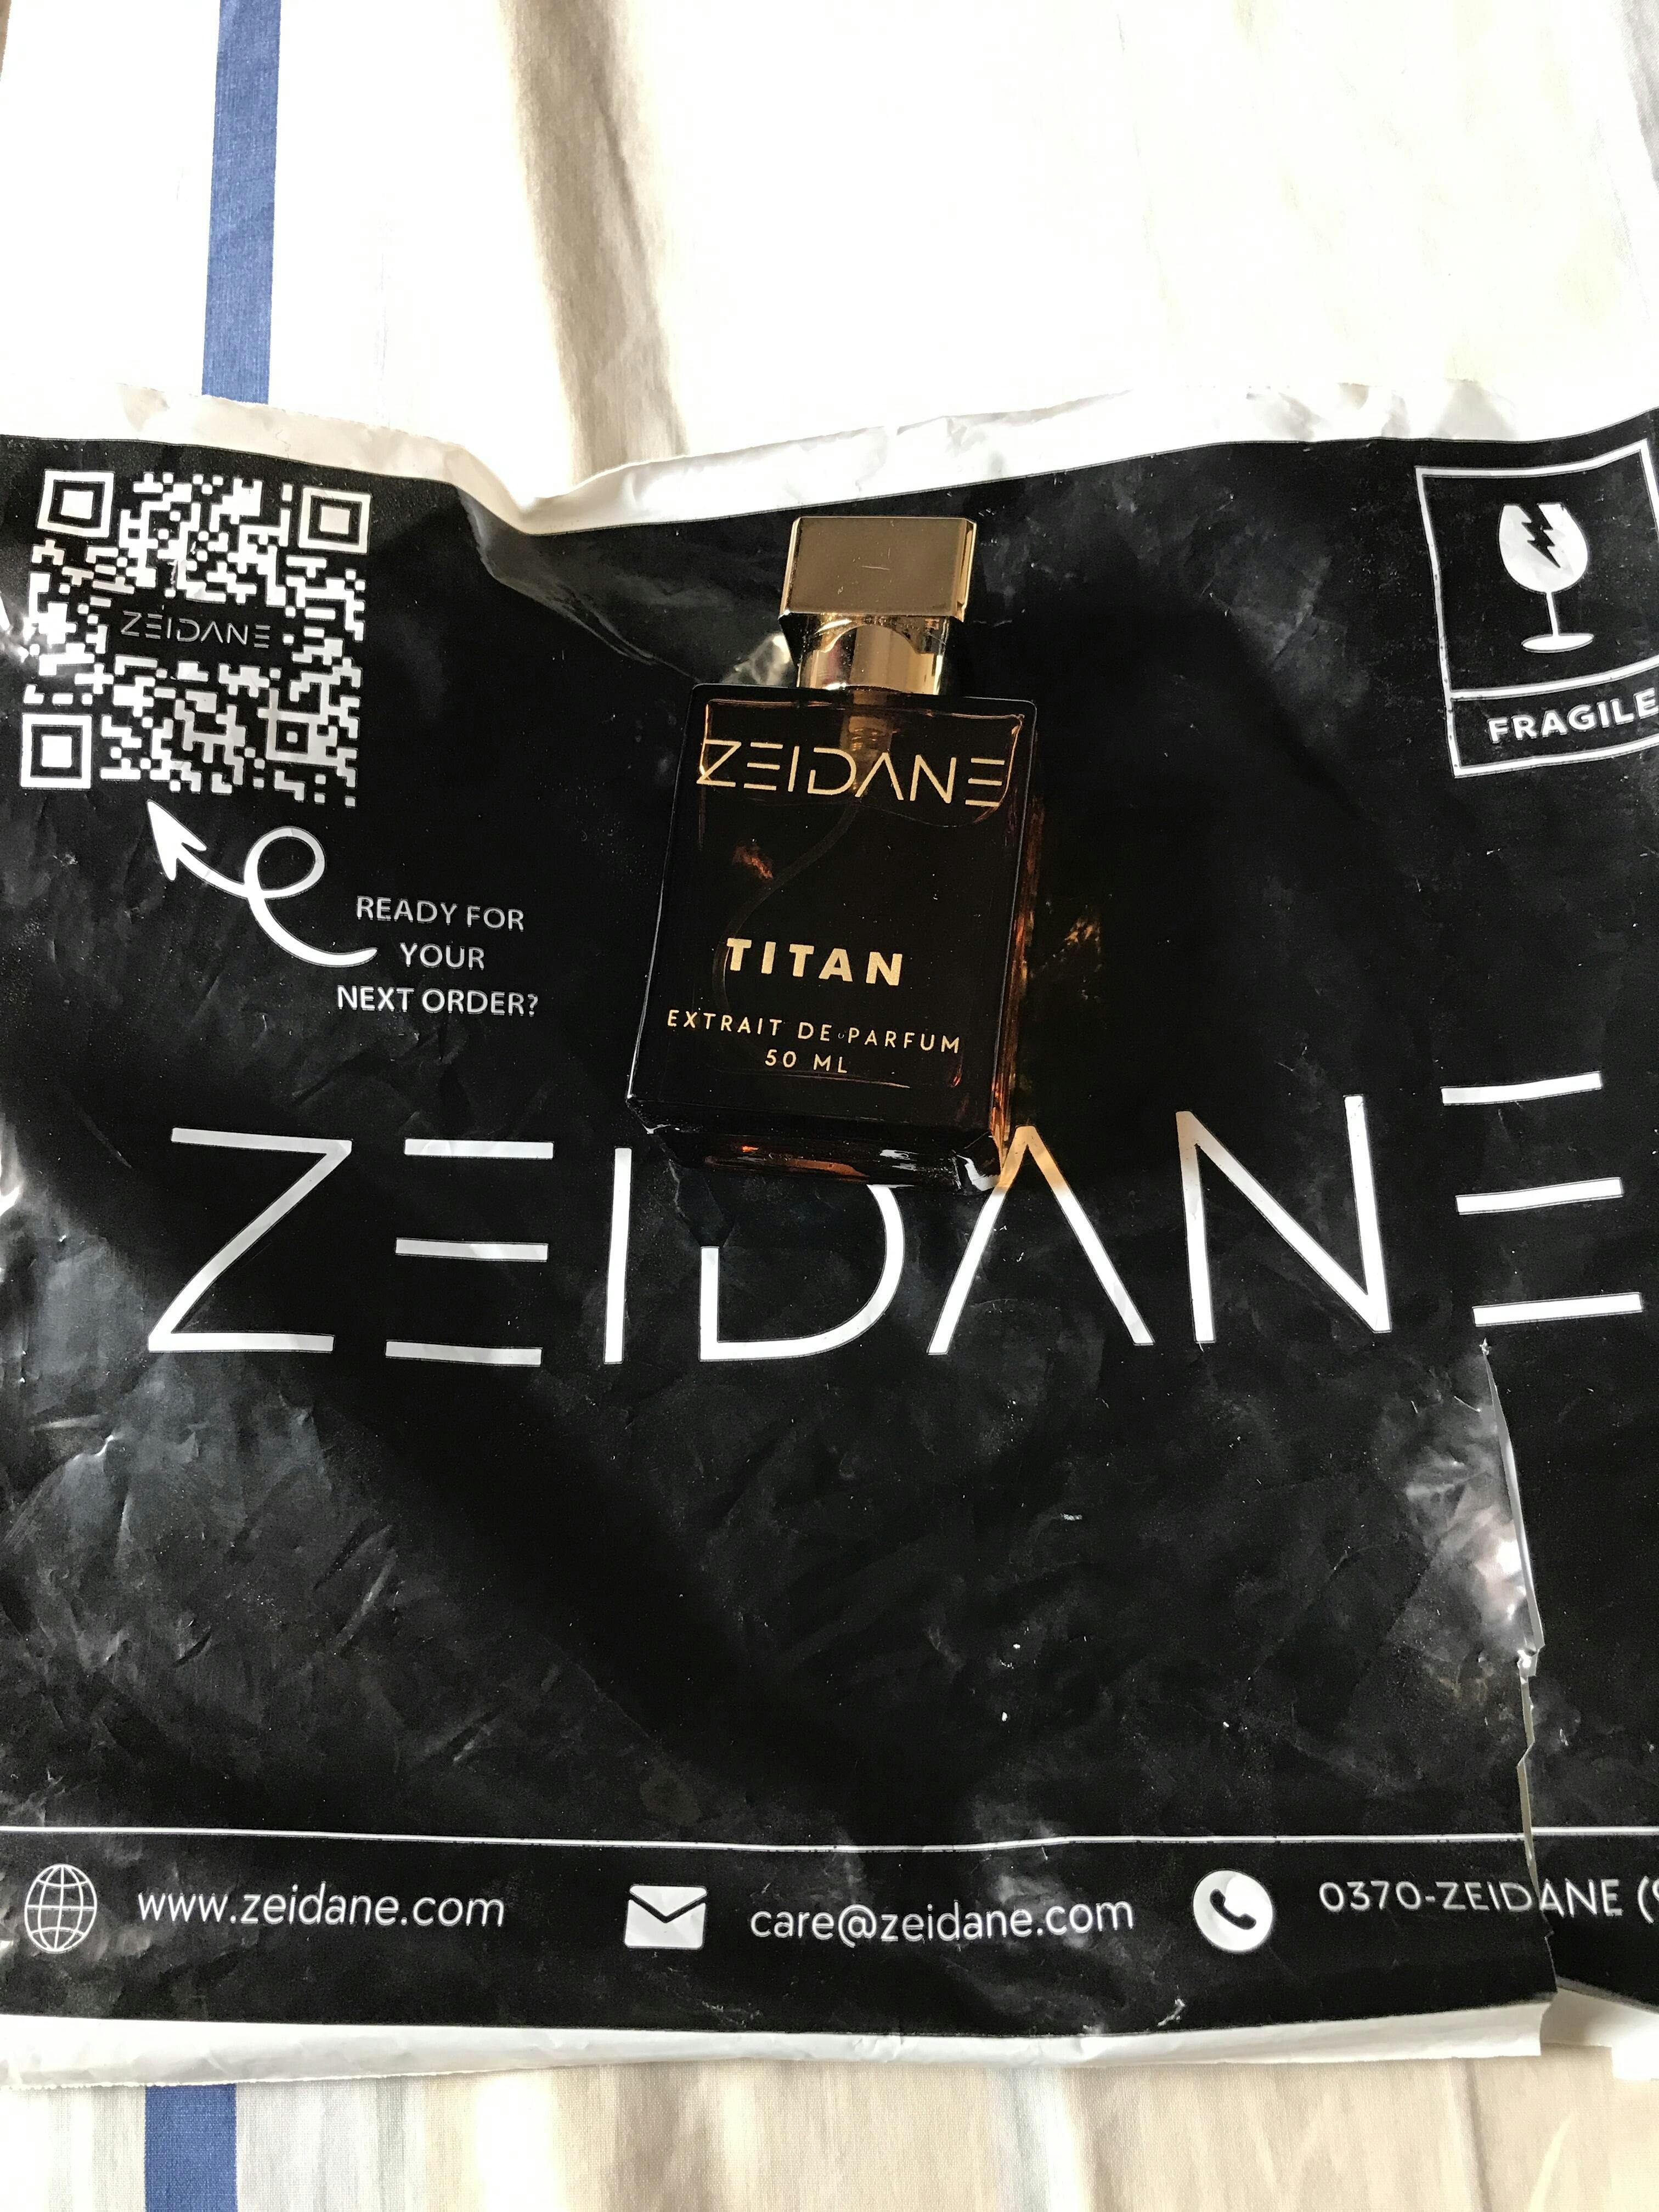 ZEIDANE
FRAGILE
READY FOR
YOUR
NEXT ORDER?
ZEIDANE
TITAN
EXTRAIT DE PARFUM
50 ML
ZEIDANE
www.zeidane.com
care@zeidane.com
0370-ZEIDANE